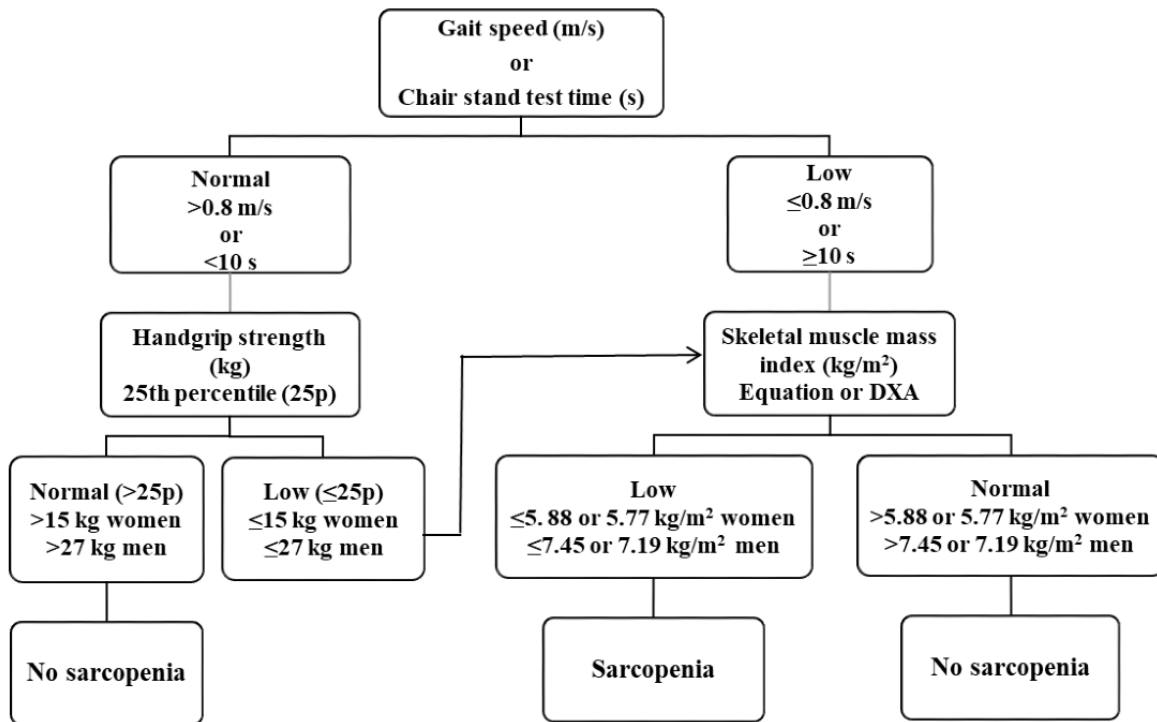 Gait speed (m/s)
or
Chair stand test time (s)
Normal
>0.8 m/s
or
<10 s
Low
≤0.8 m/s
or
≥10 s
Handgrip strength
(kg)
25th percentile (25p)
Skeletal muscle mass
index (kg/m²)
Equation or DXA
Normal (>25p)
>15 kg women
>27 kg men
Low (≤25p)
≤15 kg women
≤27 kg men
Low
≤5. 88 or 5.77 kg/m² women
≤7.45 or 7.19 kg/m² men
Normal
>5.88 or 5.77 kg/m² women
>7.45 or 7.19 kg/m² men
No sarcopenia
Sarcopenia
No sarcopenia